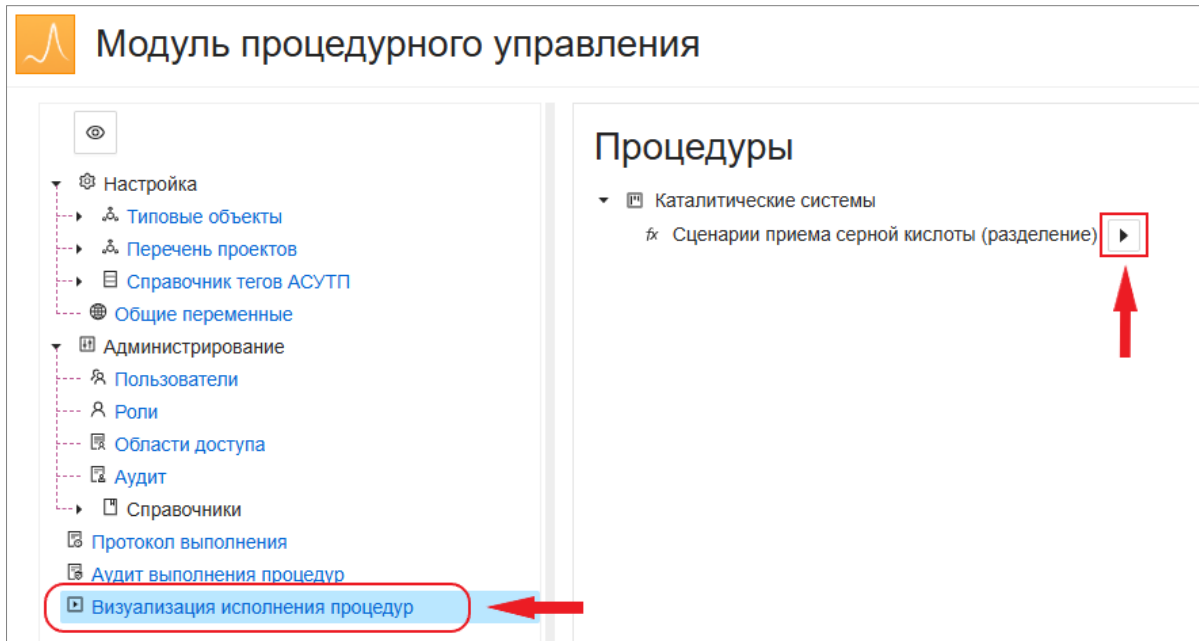 Модуль процедурного управления
Настройка
Типовые объекты
Перечень проектов
Справочник тегов АСУТП
Общие переменные
Администрирование
Пользователи
Роли
Области доступа
Аудит
Справочники
Протокол выполнения
Аудит выполнения процедур
Визуализация исполнения процедур
Процедуры
Каталитические системы
fx Сценарии приема серной кислоты (разделение)